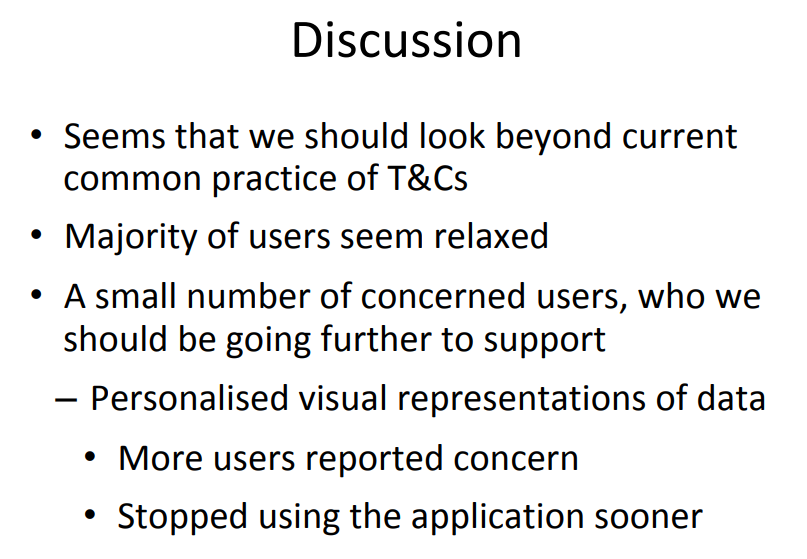 Discussion
• Seems that we should look beyond current
common practice of T&Cs
• Majority of users seem relaxed
• A small number of concerned users, who we
should be going further to support
– Personalised visual representations of data
• More users reported concern
• Stopped using the application sooner